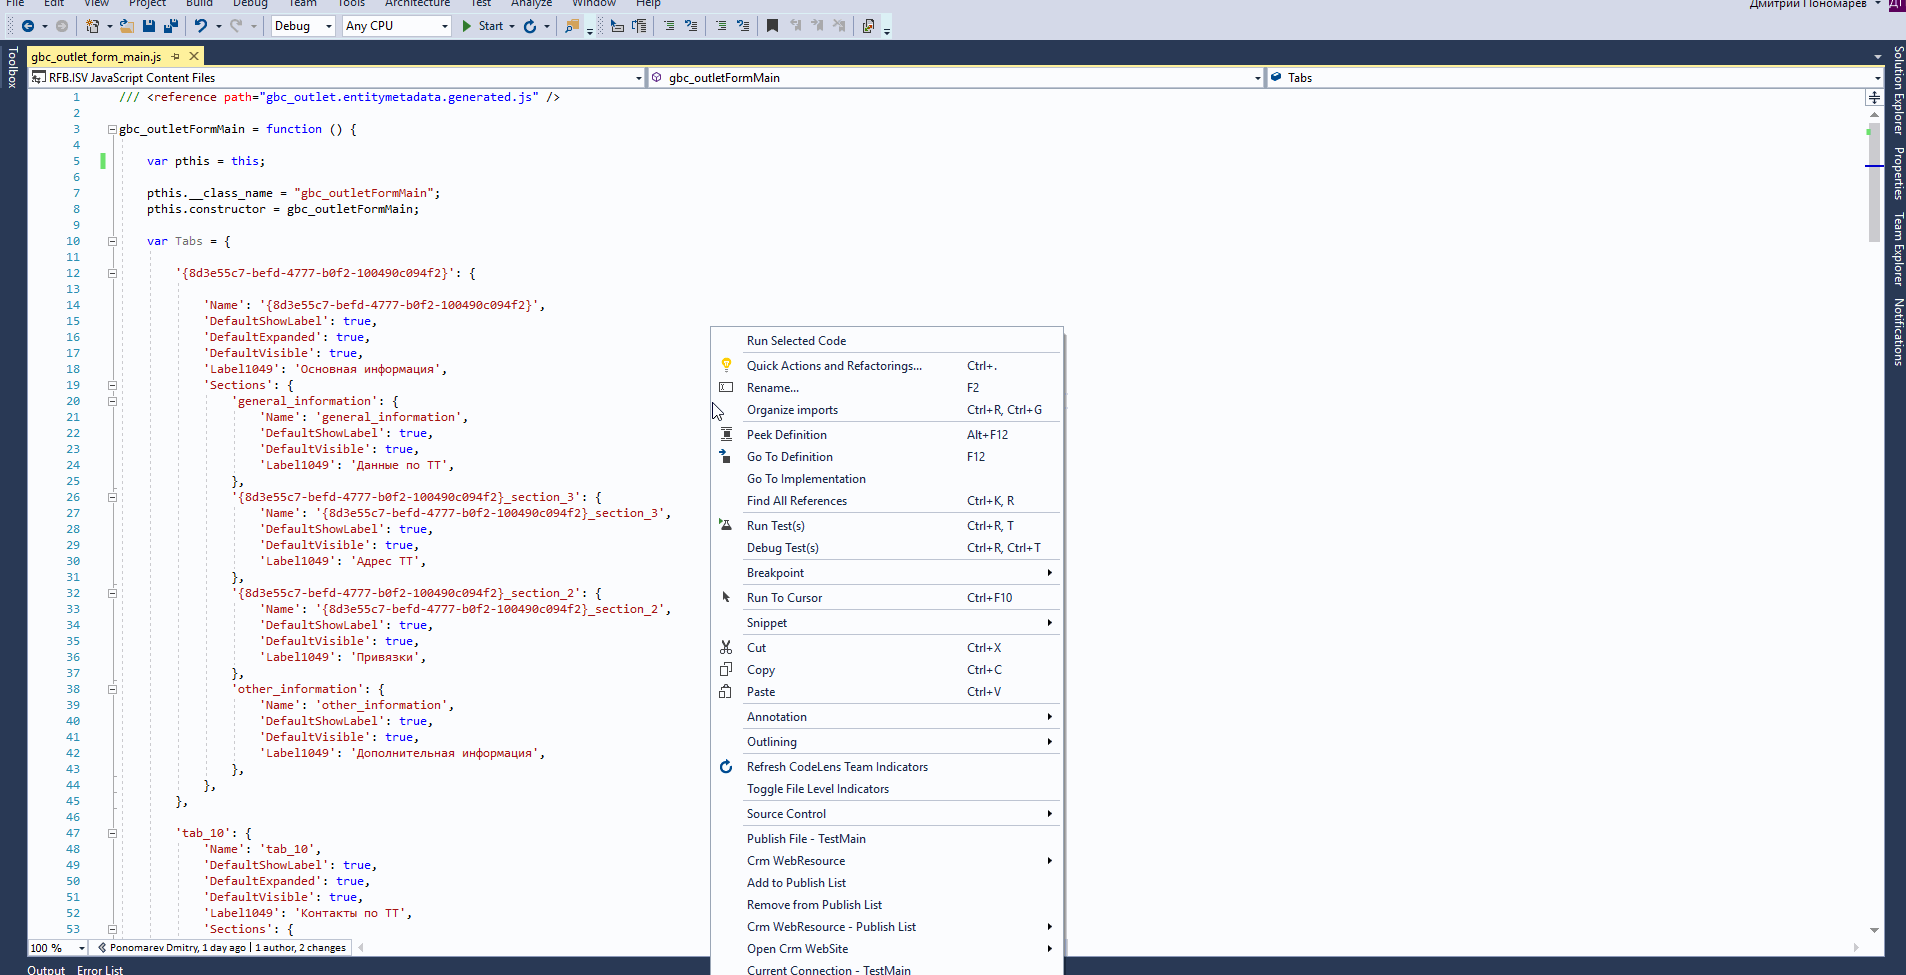 File Edit View Project Build Debug Team Tools Architecture Test Analyze Window Help
Дмитрий Пономарев ДП
Debug Any CPU Start
Toolbox
gbc_outlet_form_main.js
RFB.ISV JavaScript Content Files gbc_outletFormMain Tabs
1 /// <reference path="gbc_outlet.entitymetadata.generated.js" />
2
3 gbc_outletFormMain = function () {
4
5 var pthis = this;
6
7 pthis.__class_name = "gbc_outletFormMain";
8 pthis.constructor = gbc_outletFormMain;
9
10 var Tabs = {
11
12 '{8d3e55c7-befd-4777-b0f2-100490c094f2}': {
13
14 'Name': '{8d3e55c7-befd-4777-b0f2-100490c094f2}',
15 'DefaultShowLabel': true,
16 'DefaultExpanded': true,
17 'DefaultVisible': true,
18 'Label1049': 'Основная информация',
19 'Sections': {
20 'general_information': {
21 'Name': 'general_information',
22 'DefaultShowLabel': true,
23 'DefaultVisible': true,
24 'Label1049': 'Данные по ТТ',
25 },
26 '{8d3e55c7-befd-4777-b0f2-100490c094f2}_section_3': {
27 'Name': '{8d3e55c7-befd-4777-b0f2-100490c094f2}_section_3',
28 'DefaultShowLabel': true,
29 'DefaultVisible': true,
30 'Label1049': 'Адрес ТТ',
31 },
32 '{8d3e55c7-befd-4777-b0f2-100490c094f2}_section_2': {
33 'Name': '{8d3e55c7-befd-4777-b0f2-100490c094f2}_section_2',
34 'DefaultShowLabel': true,
35 'DefaultVisible': true,
36 'Label1049': 'Привязки',
37 },
38 'other_information': {
39 'Name': 'other_information',
40 'DefaultShowLabel': true,
41 'DefaultVisible': true,
42 'Label1049': 'Дополнительная информация',
43 },
44 },
45 },
46
47 'tab_10': {
48 'Name': 'tab_10',
49 'DefaultShowLabel': true,
50 'DefaultExpanded': true,
51 'DefaultVisible': true,
52 'Label1049': 'Контакты по ТТ',
53 'Sections': {
Run Selected Code
Quick Actions and Refactorings... Ctrl+.
Rename... F2
Organize imports Ctrl+R, Ctrl+G
Peek Definition Alt+F12
Go To Definition F12
Go To Implementation
Find All References Ctrl+K, R
Run Test(s) Ctrl+R, T
Debug Test(s) Ctrl+R, Ctrl+T
Breakpoint
Run To Cursor Ctrl+F10
Snippet
Cut Ctrl+X
Copy Ctrl+C
Paste Ctrl+V
Annotation
Outlining
Refresh CodeLens Team Indicators
Toggle File Level Indicators
Source Control
Publish File - TestMain
Crm WebResource
Add to Publish List
Remove from Publish List
Crm WebResource - Publish List
Open Crm WebSite
Current Connection - TestMain
Solution Explorer
Properties
Team Explorer
Notifications
100 % Ponomarev Dmitry, 1 day ago | 1 author, 2 changes
Output Error List